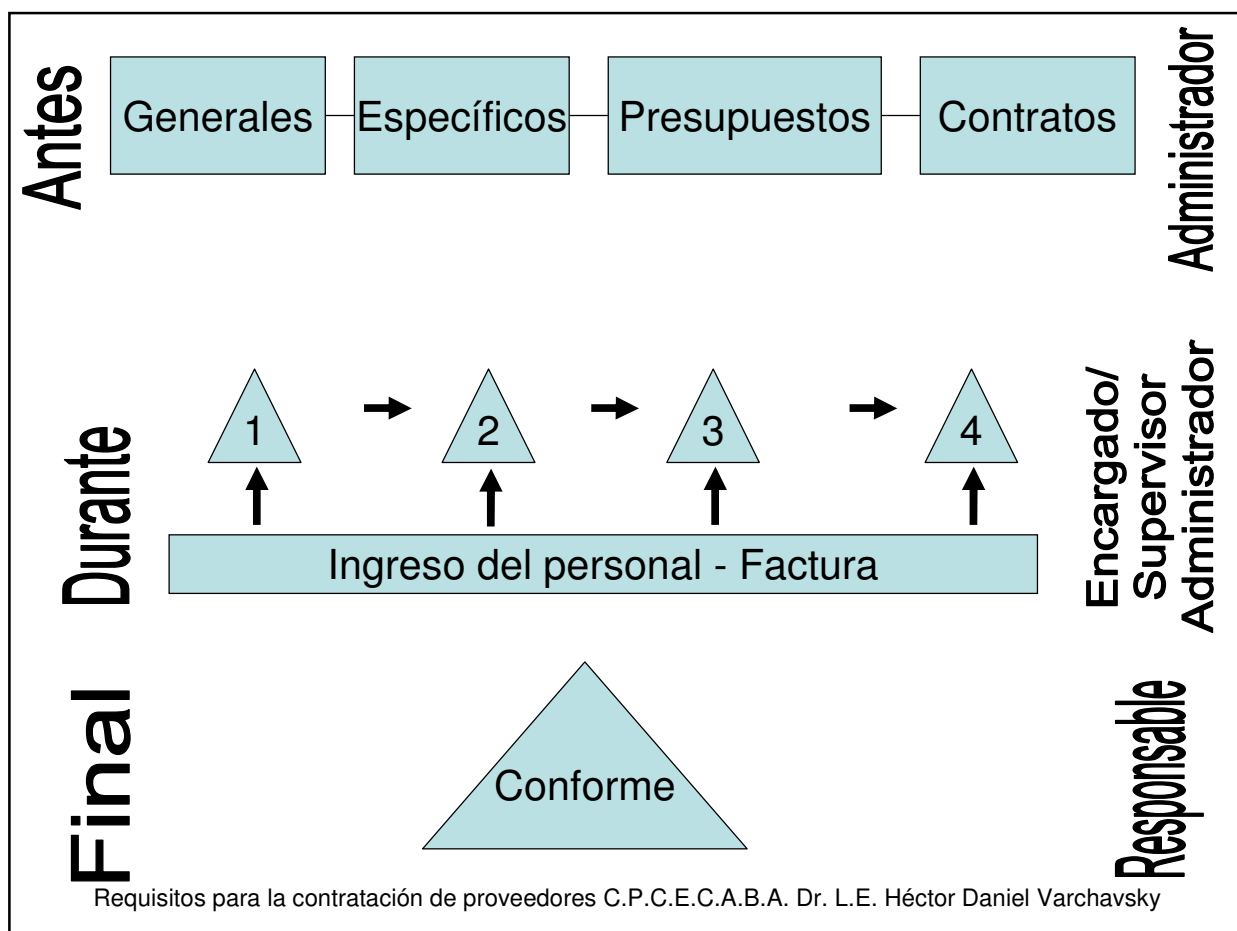 Antes
Generales
Específicos
Presupuestos
Contratos
Administrador
Durante
1
2
3
4
Ingreso del personal - Factura
Encargado/
Supervisor
Administrador
Final
Conforme
Responsable
Requisitos para la contratación de proveedores C.P.C.E.C.A.B.A. Dr. L.E. Héctor Daniel Varchavsky